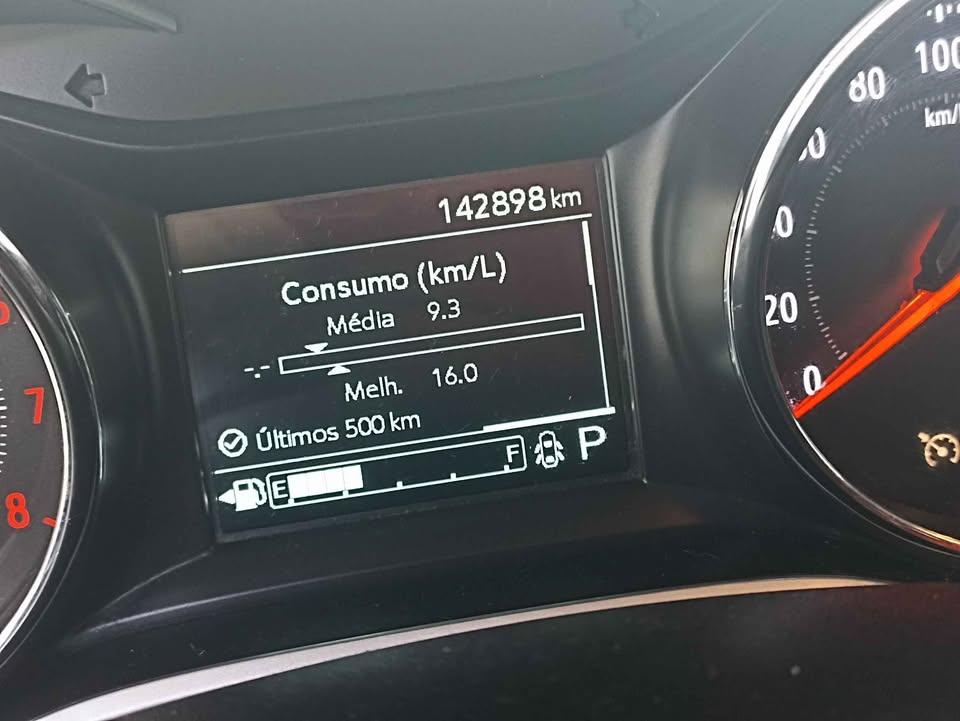 142898 km
Consumo (km/L)
Média 9.3
-.-
Melh. 16.0
Últimos 500 km
E F P
7
8
100
80
km/
20
0